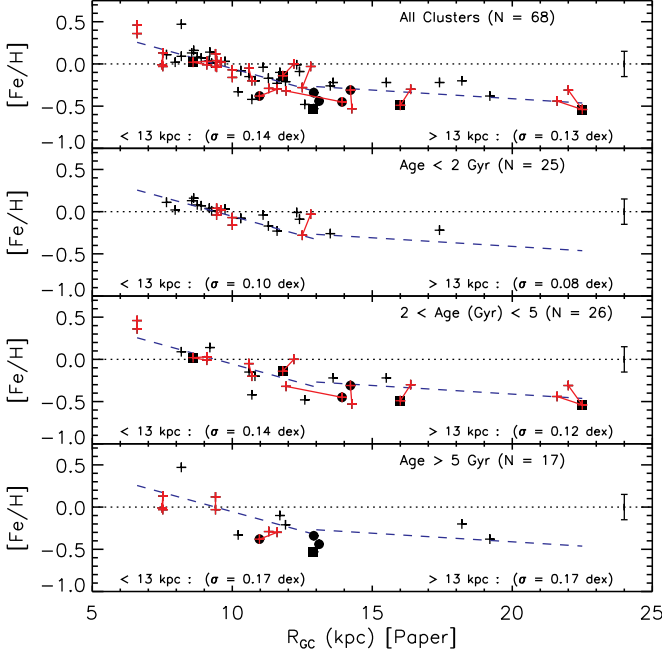 All Clusters (N = 68)
0.5
0.0
−0.5
−1.0
[Fe/H]
< 13 kpc : (σ = 0.14 dex)
> 13 kpc : (σ = 0.13 dex)
Age < 2 Gyr (N = 25)
0.5
0.0
−0.5
−1.0
[Fe/H]
< 13 kpc : (σ = 0.10 dex)
> 13 kpc : (σ = 0.08 dex)
2 < Age (Gyr) < 5 (N = 26)
0.5
0.0
−0.5
−1.0
[Fe/H]
< 13 kpc : (σ = 0.14 dex)
> 13 kpc : (σ = 0.12 dex)
Age > 5 Gyr (N = 17)
0.5
0.0
−0.5
−1.0
[Fe/H]
< 13 kpc : (σ = 0.17 dex)
> 13 kpc : (σ = 0.17 dex)
5 10 15 20 25
R_GC (kpc) [Paper]